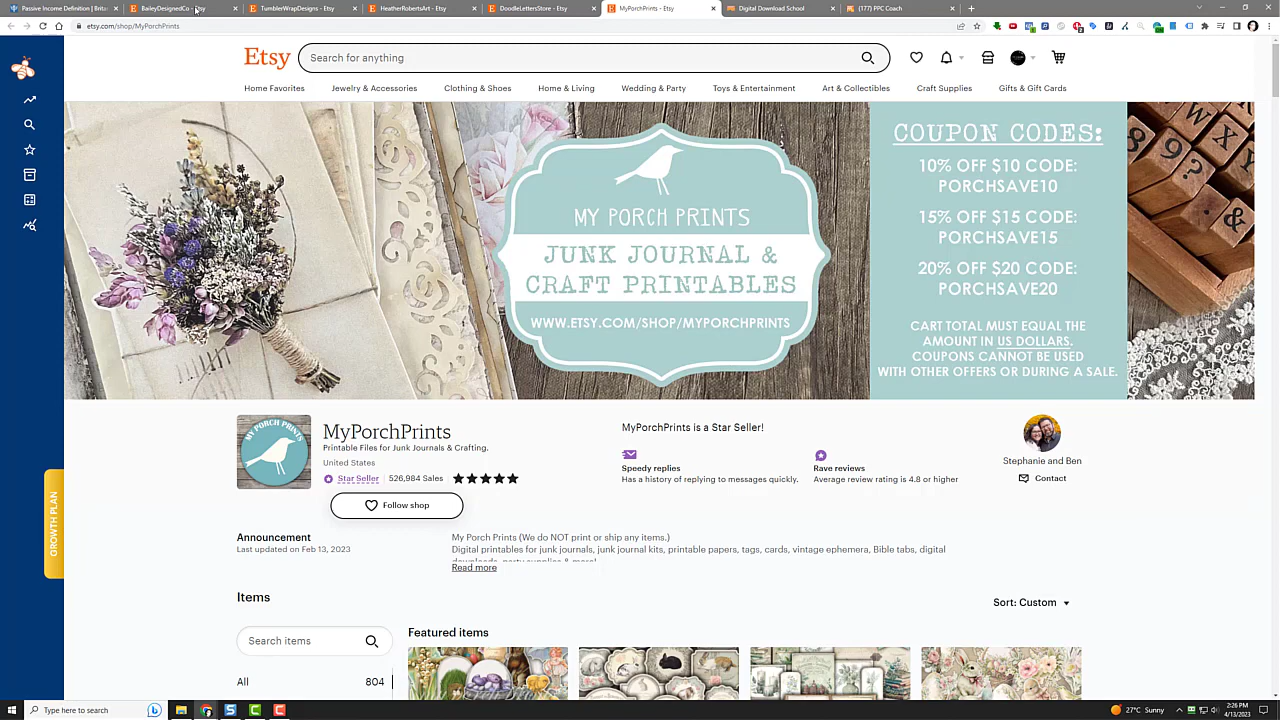 Passive Income Definition | Brit
BaileyDesignedCo - Etsy
TumblerWrapDesigns - Etsy
HeatherRobertsArt - Etsy
DoodleLettersStore - Etsy
MyPorchPrints - Etsy
Digital Download School
(177) PPC Coach
etsy.com/shop/MyPorchPrints
Etsy
Search for anything
Home Favorites
Jewelry & Accessories
Clothing & Shoes
Home & Living
Wedding & Party
Toys & Entertainment
Art & Collectibles
Craft Supplies
Gifts & Gift Cards
MY PORCH PRINTS
JUNK JOURNAL &
CRAFT PRINTABLES
WWW.ETSY.COM/SHOP/MYPORCHPRINTS
COUPON CODES:
10% OFF $10 CODE:
PORCHSAVE10
15% OFF $15 CODE:
PORCHSAVE15
20% OFF $20 CODE:
PORCHSAVE20
CART TOTAL MUST EQUAL THE
AMOUNT IN US DOLLARS.
COUPONS CANNOT BE USED
WITH OTHER OFFERS OR DURING A SALE.
MY PORCH PRINTS
MyPorchPrints
Printable Files for Junk Journals & Crafting.
United States
Star Seller
526,984 Sales
Follow shop
MyPorchPrints is a Star Seller!
Speedy replies
Has a history of replying to messages quickly.
Rave reviews
Average review rating is 4.8 or higher
Stephanie and Ben
Contact
GROWTH PLAN
Announcement
Last updated on Feb 13, 2023
My Porch Prints (We do NOT print or ship any items.)
Digital printables for junk journals, junk journal kits, printable papers, tags, cards, vintage ephemera, Bible tabs, digital
downloads, party supplies & more!
Read more
Items
Sort: Custom
Search items
Featured items
All
804
Type here to search
27°C Sunny
2:26 PM
4/13/2023